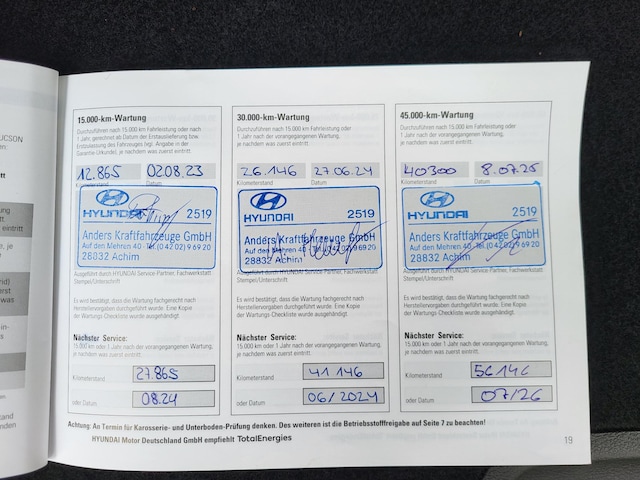 UCSON
15.000-km-Wartung
Durchzuführen nach 15.000 km Fahrleistung oder nach
1 Jahr, gerechnet ab Datum der Erstauslieferung bzw.
Erstzulassung des Fahrzeuges (vgl. Angabe in der
Garantie-Urkunde), je nachdem was zuerst eintritt.
12.865 02.08.23
Kilometerstand Datum
HYUNDAI 2519
Anders Kraftfahrzeuge GmbH
Auf den Mehren 40 · Tel. (0 42 02) 9 69 20
28832 Achim
Ausgeführt durch HYUNDAI Service Partner, Fachwerkstatt
Stempel/Unterschrift
Es wird bestätigt, dass die Wartung fachgerecht nach
Herstellervorgaben durchgeführt wurde. Eine Kopie
der Wartungs-Checkliste wurde ausgehändigt.
Nächster Service:
15.000 km oder 1 Jahr nach der vorangegangenen Wartung,
je nachdem was zuerst eintritt.
Kilometerstand 27.865
oder Datum 08.24
30.000-km-Wartung
Durchzuführen nach 15.000 km Fahrleistung oder
1 Jahr nach der vorangegangenen Wartung,
je nachdem was zuerst eintritt.
26.146 27.06.24
Kilometerstand Datum
HYUNDAI 2519
Anders Kraftfahrzeuge GmbH
Auf den Mehren 40 · Tel. (0 42 02) 9 69 20
28832 Achim
Ausgeführt durch HYUNDAI Service Partner, Fachwerkstatt
Stempel/Unterschrift
Es wird bestätigt, dass die Wartung fachgerecht nach
Herstellervorgaben durchgeführt wurde. Eine Kopie
der Wartungs-Checkliste wurde ausgehändigt.
Nächster Service:
15.000 km oder 1 Jahr nach der vorangegangenen Wartung,
je nachdem was zuerst eintritt.
Kilometerstand 41146
oder Datum 06/2024
45.000-km-Wartung
Durchzuführen nach 15.000 km Fahrleistung oder
1 Jahr nach der vorangegangenen Wartung,
je nachdem was zuerst eintritt.
40300 8.07.25
Kilometerstand Datum
HYUNDAI 2519
Anders Kraftfahrzeuge GmbH
Auf den Mehren 40 · Tel. (0 42 02) 9 69 20
28832 Achim
Ausgeführt durch HYUNDAI Service Partner, Fachwerkstatt
Stempel/Unterschrift
Es wird bestätigt, dass die Wartung fachgerecht nach
Herstellervorgaben durchgeführt wurde. Eine Kopie
der Wartungs-Checkliste wurde ausgehändigt.
Nächster Service:
15.000 km oder 1 Jahr nach der vorangegangenen Wartung,
je nachdem was zuerst eintritt.
Kilometerstand 56146
oder Datum 07/26
Achtung: An Termin für Karosserie- und Unterboden-Prüfung denken. Des weiteren ist die Betriebsstofffreigabe auf Seite 7 zu beachten!
HYUNDAI Motor Deutschland GmbH empfiehlt TotalEnergies
19